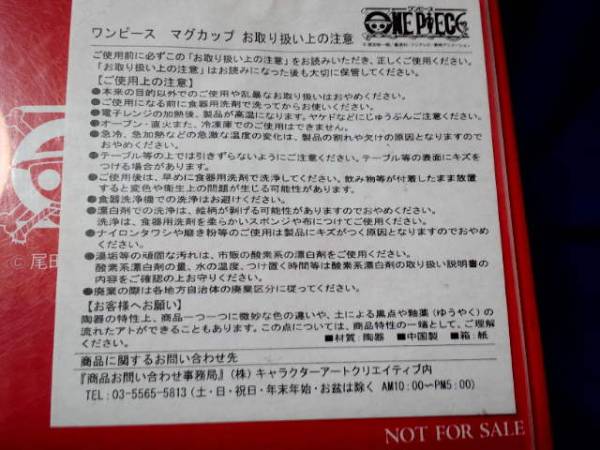 ワンピース マグカップ お取り扱い上の注意
ワンピース
ONE PIECE
ご使用前に必ずこの「お取り扱い上の注意」をお読みいただき、正しくご使用ください。
「お取り扱い上の注意」はお読みになった後も大切に保管してください。
【ご使用上の注意】
●本来の目的以外でのご使用や乱暴なお取り扱いはおやめください。
●ご使用になる前に食器用洗剤で洗ってからお使いください。
●電子レンジの加熱後、製品が高温になります。ヤケドなどにじゅうぶんご注意ください。
●オーブン・直火また、冷凍庫でのご使用はできません。
●急冷、急加熱などの急激な温度の変化は、製品の割れや欠けの原因となりますので
おやめください。
●テーブル等の上では引きずらないようにご注意ください。テーブル等の表面にキズを
つける場合があります。
●ご使用後は、早めに食器用洗剤で洗浄してください。飲み物等が付着したまま放置
すると変色や衛生上の問題が生じる可能性があります。
●食器洗浄機での洗浄はお避けください。
●漂白剤での洗浄は、絵柄が剥げる可能性がありますのでおやめください。
洗浄は、食器用洗剤を柔らかいスポンジや布につけてご使用ください。
●ナイロンタワシや磨き粉等のご使用は製品にキズがつく原因となりますのでおやめ
ください。
●湯垢等の頑固な汚れは、市販の酸素系の漂白剤をご使用ください。
酸素系漂白剤の量、水の温度、つけ置く時間等は酸素系漂白剤の取り扱い説明書の
内容をご確認の上お守りください。
●廃棄の際は各地方自治体の廃棄区分に従ってください。
【お客様へお願い】
陶器の特性上、商品一つ一つに微妙な色の違いや、土による黒点や釉薬(ゆうやく)の
流れたアトができることもあります。この点については、商品特性の一端として、ご理解
ください。
■材質:陶器 ■中国製 ■箱:紙
商品に関するお問い合わせ先
『商品お問い合わせ事務局』(株)キャラクターアートクリエイティブ内
TEL:03-5565-5813(土・日・祝日・年末年始・お盆は除く AM10:00〜PM5:00)
© 尾田
NOT FOR SALE